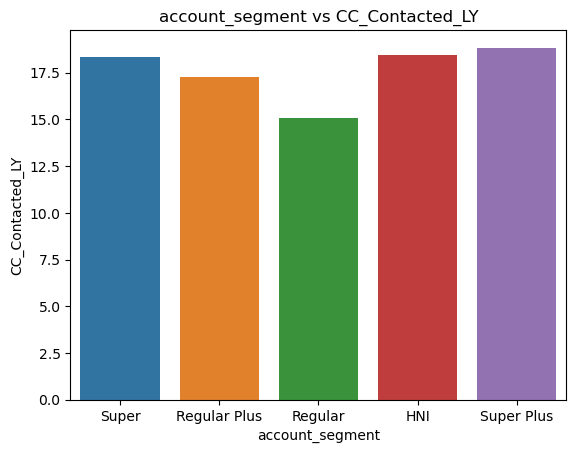 account_segment vs CC_Contacted_LY
CC_Contacted_LY
17.5
15.0
12.5
10.0
7.5
5.0
2.5
0.0
Super Regular Plus Regular HNI Super Plus
account_segment